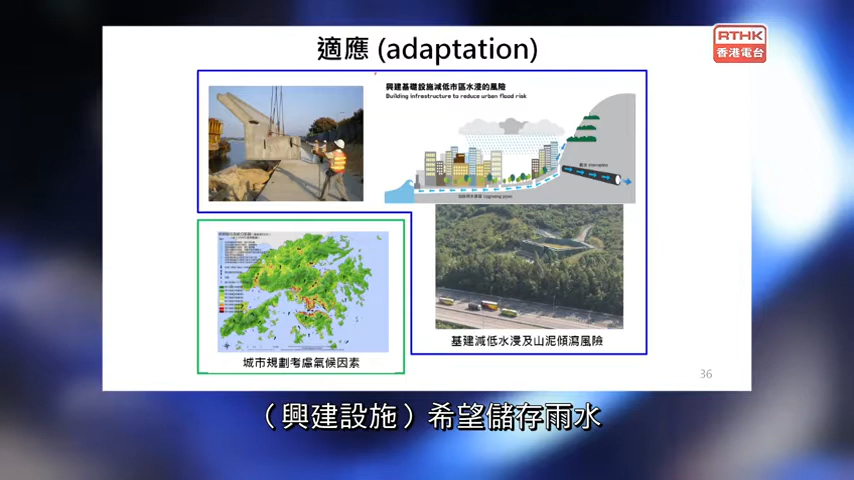 RTHK
香港電台
適應 (adaptation)
興建基礎設施減低市區水浸的風險
Building infrastructure to reduce urban flood risk
基建減低水浸及山泥傾瀉風險
城市規劃考慮氣候因素
36
（興建設施）希望儲存雨水